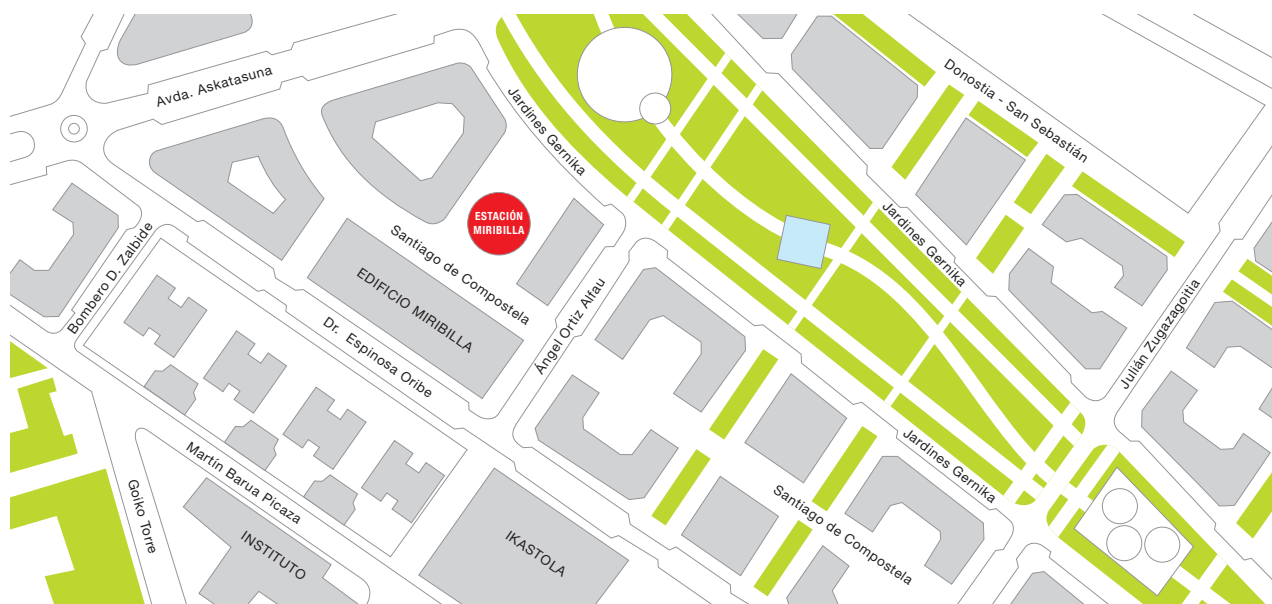 Avda. Askatasuna
Donostia - San Sebastián
Jardines Gernika
ESTACIÓN
MIRIBILLA
Jardines Gernika
Santiago de Compostela
Bombero D. Zalbide
EDIFICIO MIRIBILLA
Dr. Espinosa Oribe
Angel Ortiz Alfau
Julián Zugazagoitia
Jardines Gernika
Martín Barua Picaza
Goiko Torre
Santiago de Compostela
INSTITUTO
IKASTOLA